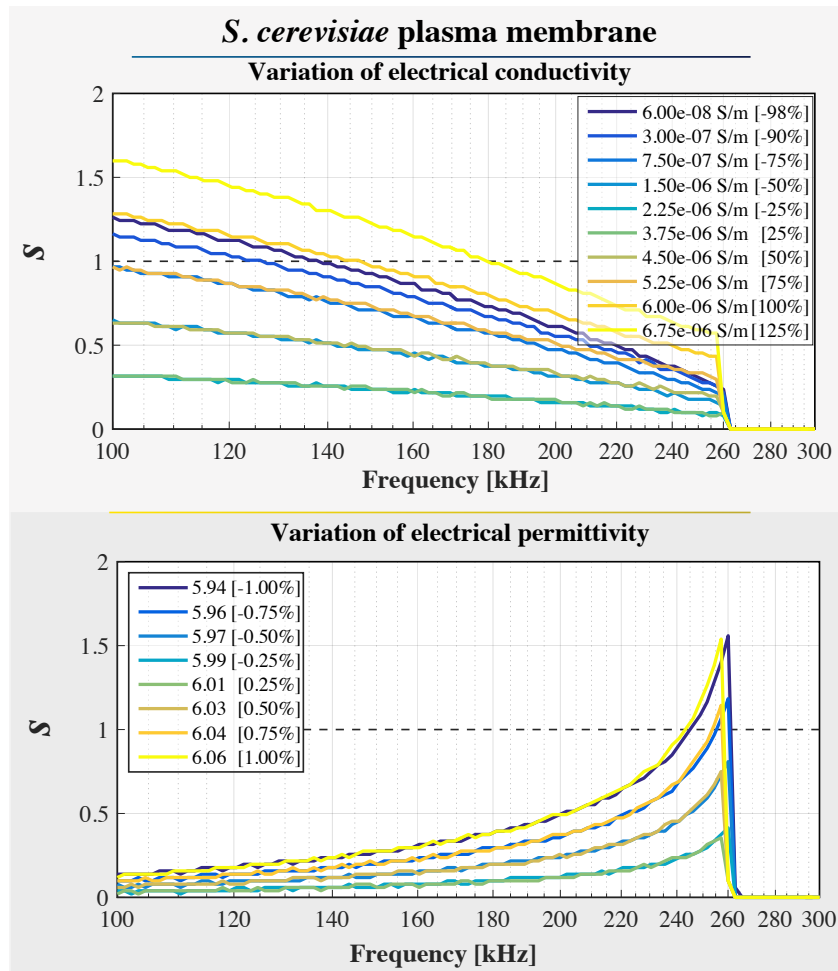 S. cerevisiae plasma membrane
Variation of electrical conductivity
2
1.5
1
0.5
0
S
6.00e-08 S/m [-98%]
3.00e-07 S/m [-90%]
7.50e-07 S/m [-75%]
1.50e-06 S/m [-50%]
2.25e-06 S/m [-25%]
3.75e-06 S/m [25%]
4.50e-06 S/m [50%]
5.25e-06 S/m [75%]
6.00e-06 S/m [100%]
6.75e-06 S/m [125%]
100 120 140 160 180 200 220 240 260 280 300
Frequency [kHz]
Variation of electrical permittivity
2
1.5
1
0.5
0
S
5.94 [-1.00%]
5.96 [-0.75%]
5.97 [-0.50%]
5.99 [-0.25%]
6.01 [0.25%]
6.03 [0.50%]
6.04 [0.75%]
6.06 [1.00%]
100 120 140 160 180 200 220 240 260 280 300
Frequency [kHz]